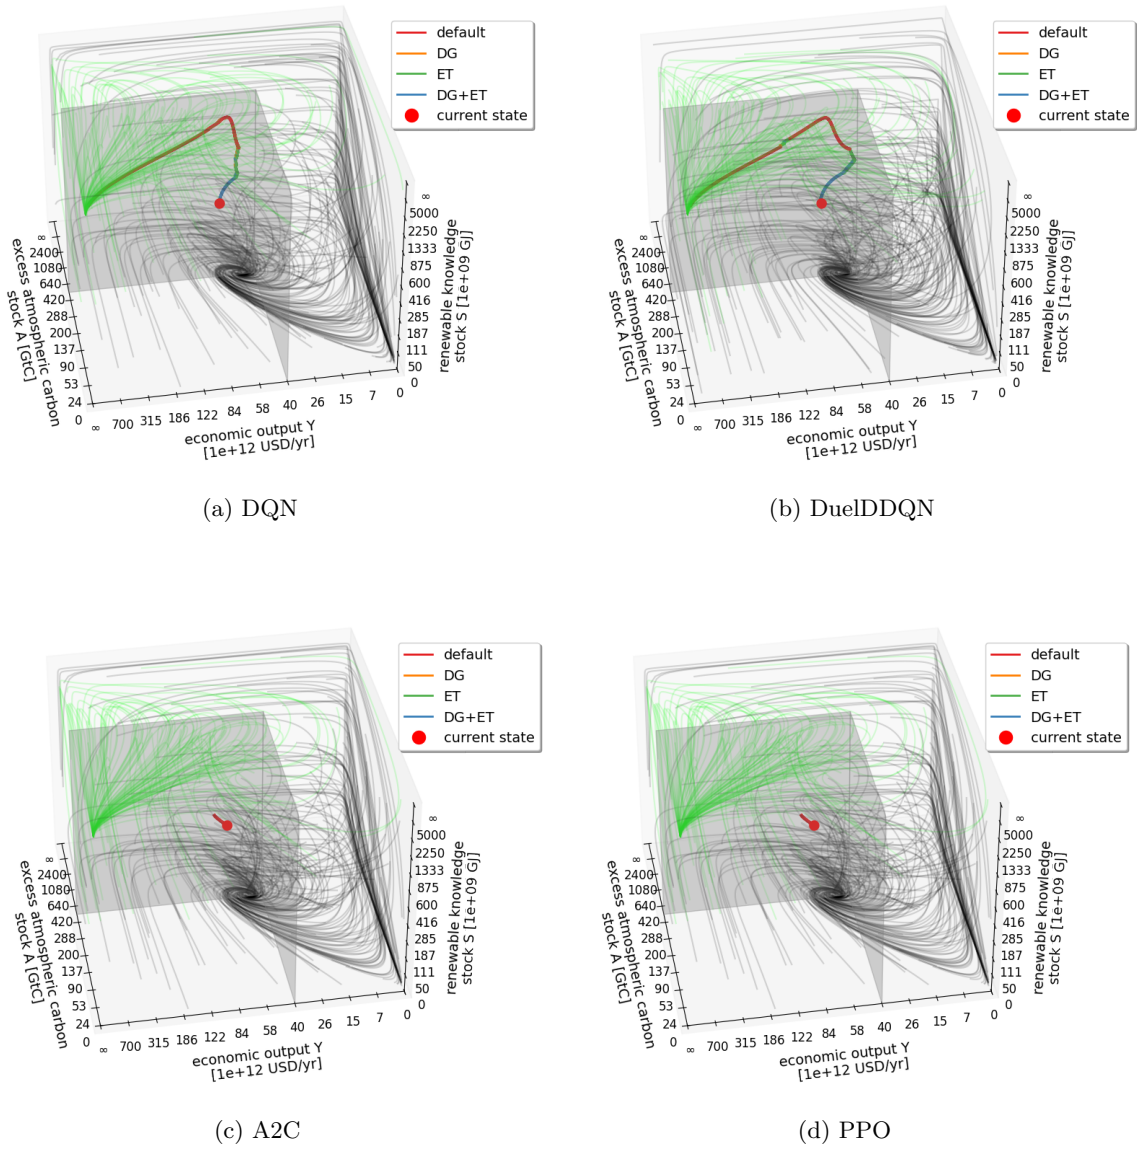 default
DG
ET
DG+ET
current state
∞
5000
2250
1333
875
600
416
285
187
111
50
0
renewable knowledge
stock S [1e+09 GJ]
∞
2400
1080
640
420
288
200
137
90
53
24
0
excess atmospheric carbon
stock A [GtC]
∞ 700 315 186 122 84 58 40 26 15 7 0
economic output Y
[1e+12 USD/yr]
(a) DQN
default
DG
ET
DG+ET
current state
∞
5000
2250
1333
875
600
416
285
187
111
50
0
renewable knowledge
stock S [1e+09 GJ]
∞
2400
1080
640
420
288
200
137
90
53
24
0
excess atmospheric carbon
stock A [GtC]
∞ 700 315 186 122 84 58 40 26 15 7 0
economic output Y
[1e+12 USD/yr]
(b) DuelDDQN
default
DG
ET
DG+ET
current state
∞
5000
2250
1333
875
600
416
285
187
111
50
0
renewable knowledge
stock S [1e+09 GJ]
∞
2400
1080
640
420
288
200
137
90
53
24
0
excess atmospheric carbon
stock A [GtC]
∞ 700 315 186 122 84 58 40 26 15 7 0
economic output Y
[1e+12 USD/yr]
(c) A2C
default
DG
ET
DG+ET
current state
∞
5000
2250
1333
875
600
416
285
187
111
50
0
renewable knowledge
stock S [1e+09 GJ]
∞
2400
1080
640
420
288
200
137
90
53
24
0
excess atmospheric carbon
stock A [GtC]
∞ 700 315 186 122 84 58 40 26 15 7 0
economic output Y
[1e+12 USD/yr]
(d) PPO